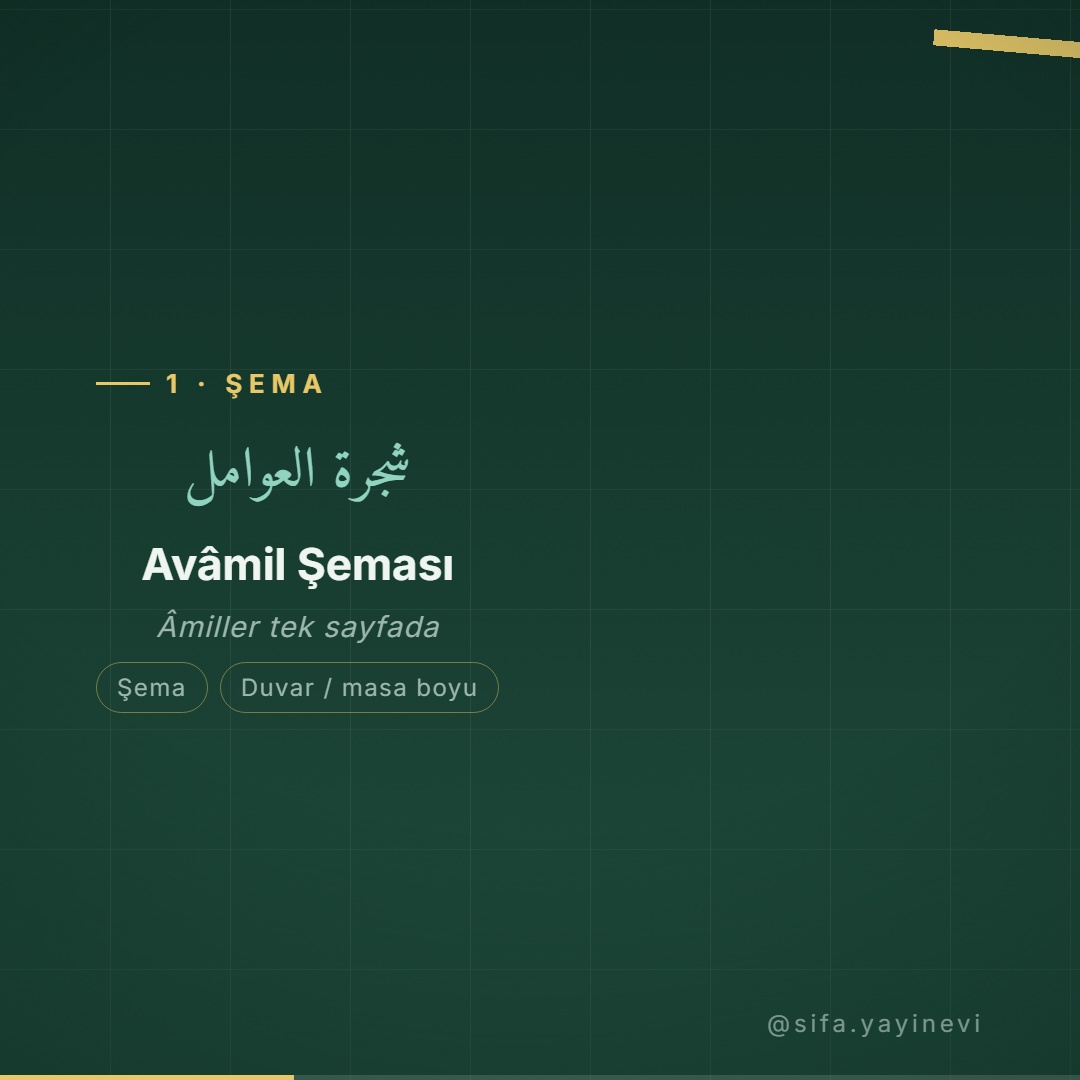 1 · ŞEMA
شجرة العوامل
Avâmil Şeması
Âmiller tek sayfada
Şema
Duvar / masa boyu
@sifa.yayinevi